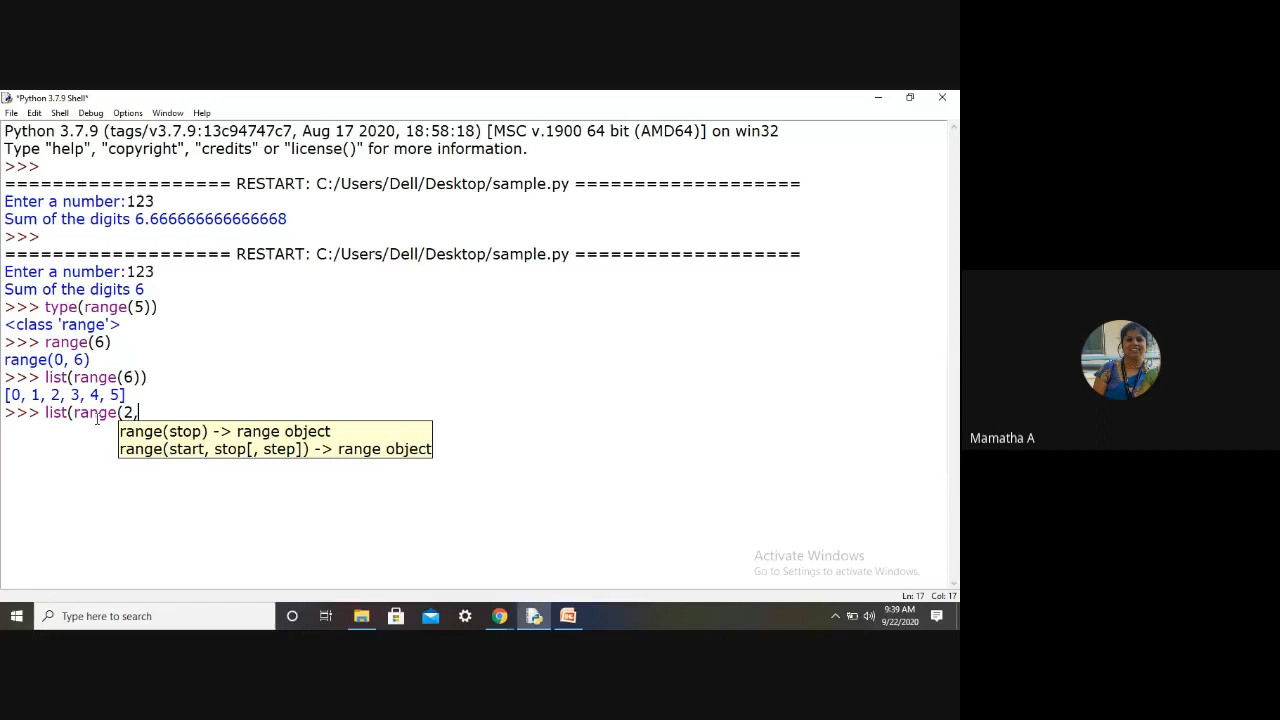 *Python 3.7.9 Shell*
File Edit Shell Debug Options Window Help
Python 3.7.9 (tags/v3.7.9:13c94747c7, Aug 17 2020, 18:58:18) [MSC v.1900 64 bit (AMD64)] on win32
Type "help", "copyright", "credits" or "license()" for more information.
>>>
=================== RESTART: C:/Users/Dell/Desktop/sample.py ===================
Enter a number:123
Sum of the digits 6.666666666666668
>>>
=================== RESTART: C:/Users/Dell/Desktop/sample.py ===================
Enter a number:123
Sum of the digits 6
>>> type(range(5))
<class 'range'>
>>> range(6)
range(0, 6)
>>> list(range(6))
[0, 1, 2, 3, 4, 5]
>>> list(range(2,
range(stop) -> range object
range(start, stop[, step]) -> range object
Mamatha A
Activate Windows
Go to Settings to activate Windows.
Ln: 17 Col: 17
Type here to search
9:39 AM
9/22/2020